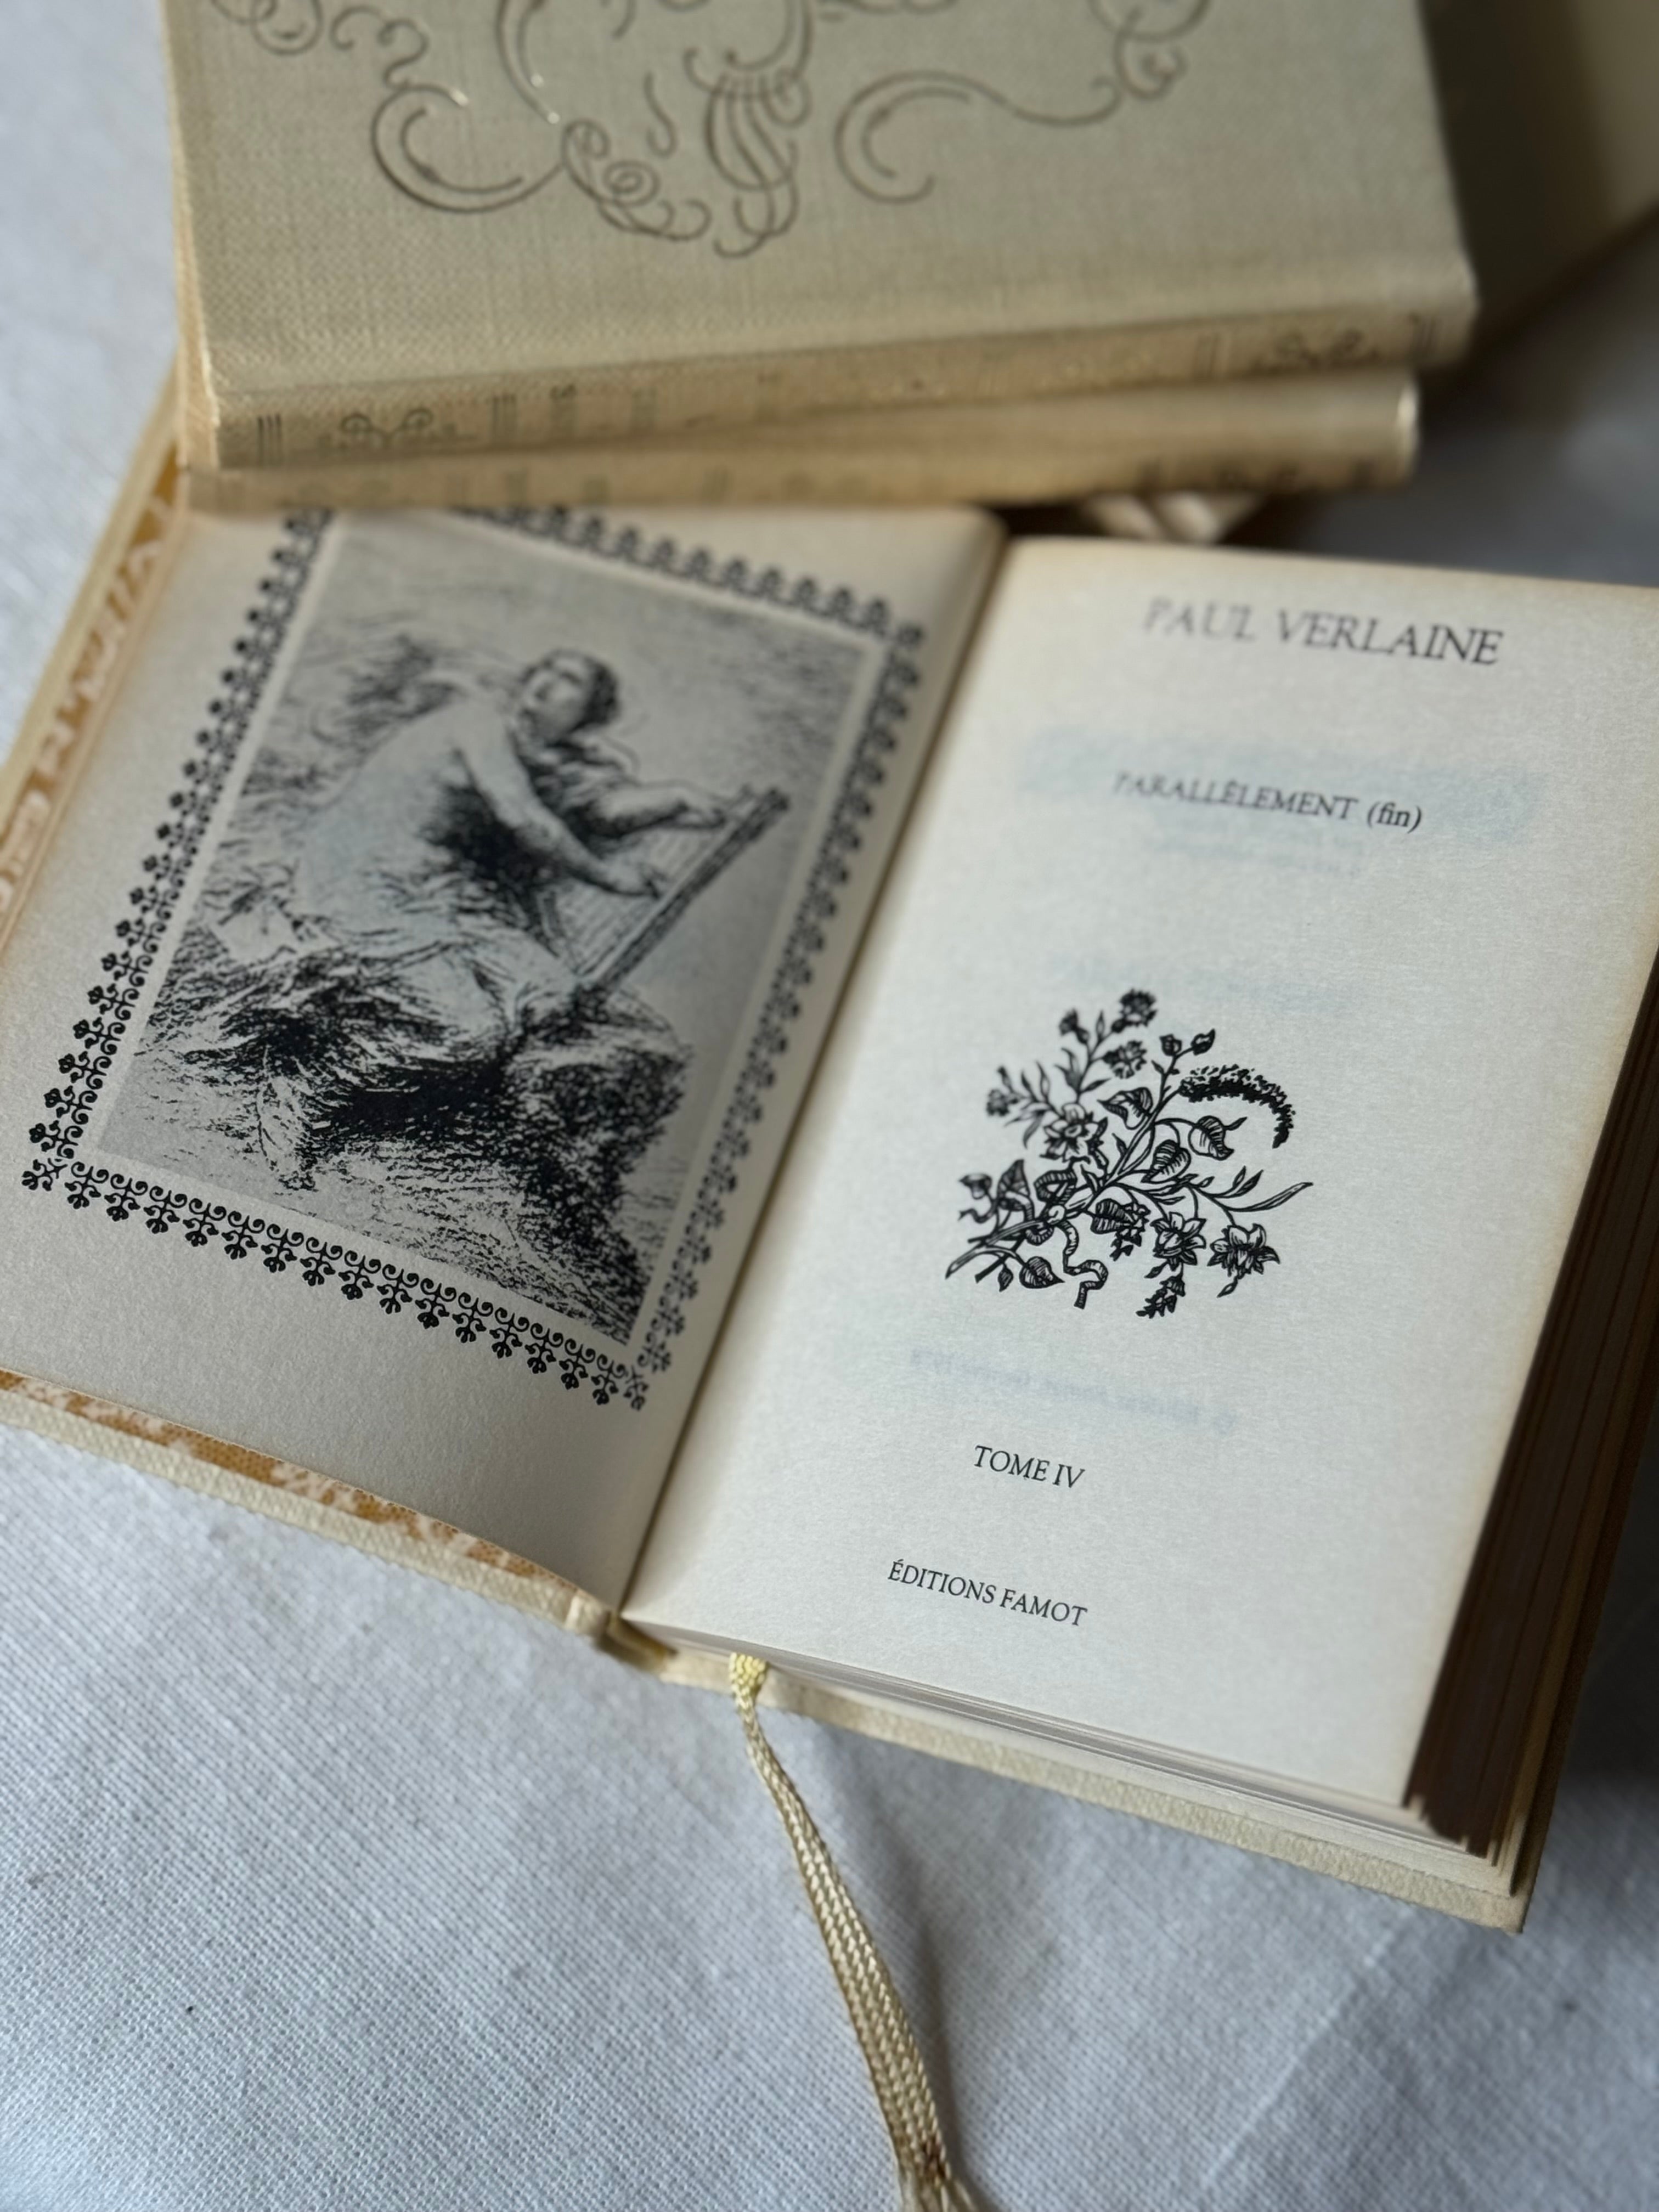 PAUL VERLAINE
PARALLÈLEMENT (fin)
TOME IV
ÉDITIONS FAMOT